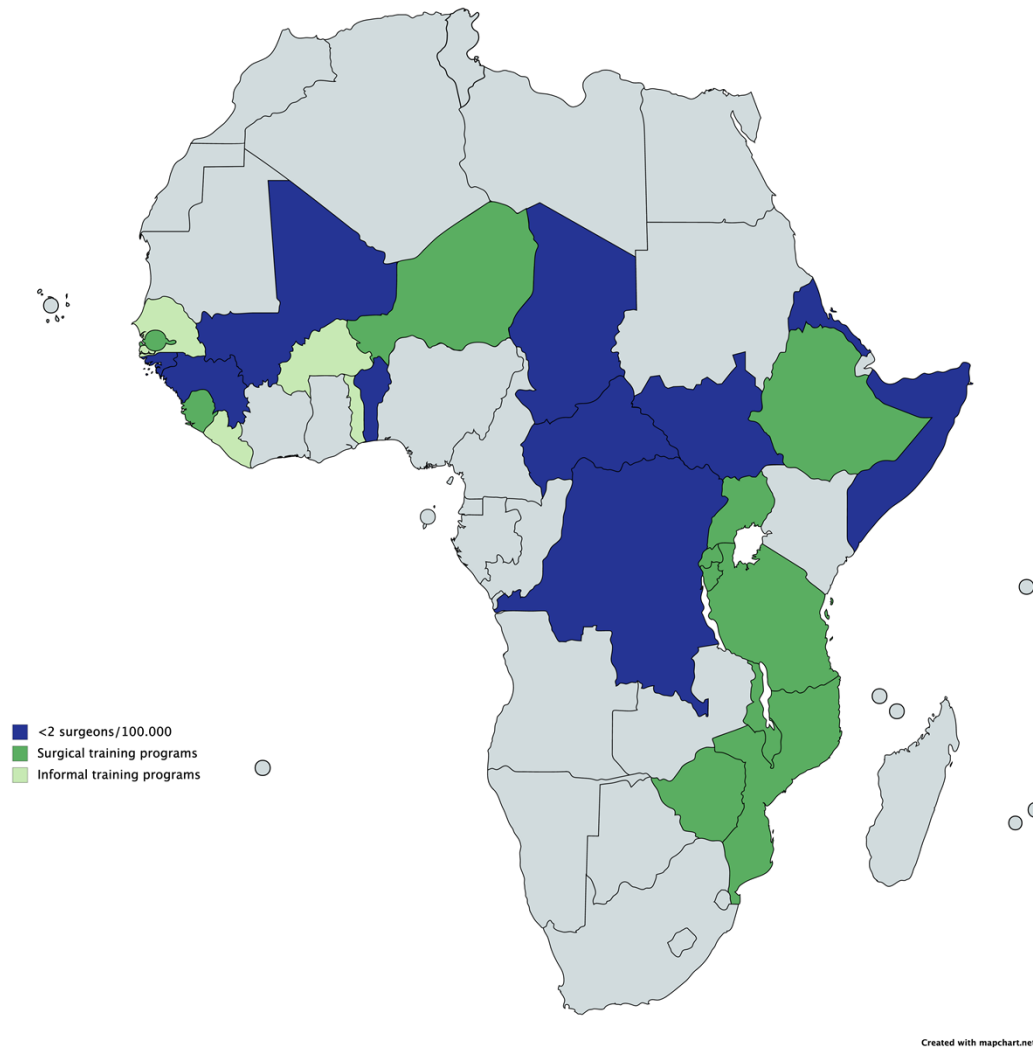 <2 surgeons/100.000
Surgical training programs
Informal training programs
Created with mapchart.net